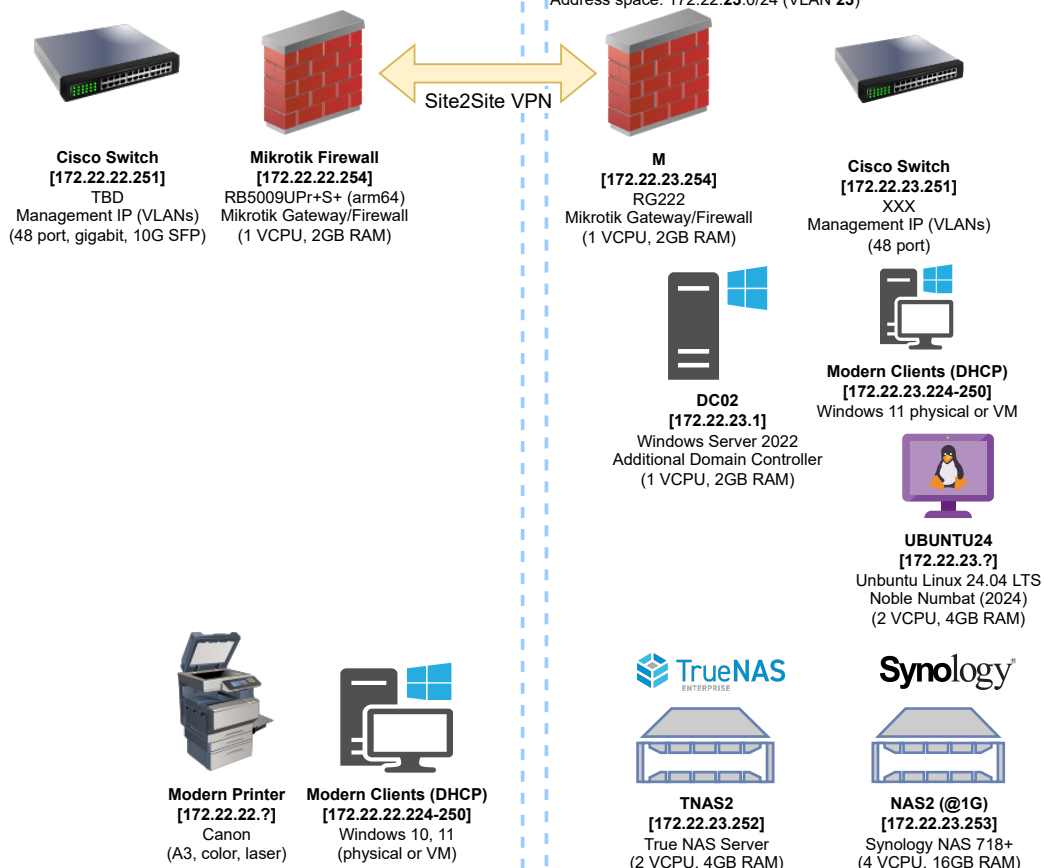 Address space: 172.22.23.0/24 (VLAN 23)
Site2Site VPN
Cisco Switch
[172.22.22.251]
TBD
Management IP (VLANs)
(48 port, gigabit, 10G SFP)
Mikrotik Firewall
[172.22.22.254]
RB5009UPr+S+ (arm64)
Mikrotik Gateway/Firewall
(1 VCPU, 2GB RAM)
M
[172.22.23.254]
RG222
Mikrotik Gateway/Firewall
(1 VCPU, 2GB RAM)
Cisco Switch
[172.22.23.251]
XXX
Management IP (VLANs)
(48 port)
DC02
[172.22.23.1]
Windows Server 2022
Additional Domain Controller
(1 VCPU, 2GB RAM)
Modern Clients (DHCP)
[172.22.23.224-250]
Windows 11 physical or VM
UBUNTU24
[172.22.23.?]
Unbuntu Linux 24.04 LTS
Noble Numbat (2024)
(2 VCPU, 4GB RAM)
Modern Printer
[172.22.22.?]
Canon
(A3, color, laser)
Modern Clients (DHCP)
[172.22.22.224-250]
Windows 10, 11
(physical or VM)
TrueNAS
ENTERPRISE
TNAS2
[172.22.23.252]
True NAS Server
(2 VCPU, 4GB RAM)
Synology®
NAS2 (@1G)
[172.22.23.253]
Synology NAS 718+
(4 VCPU, 16GB RAM)